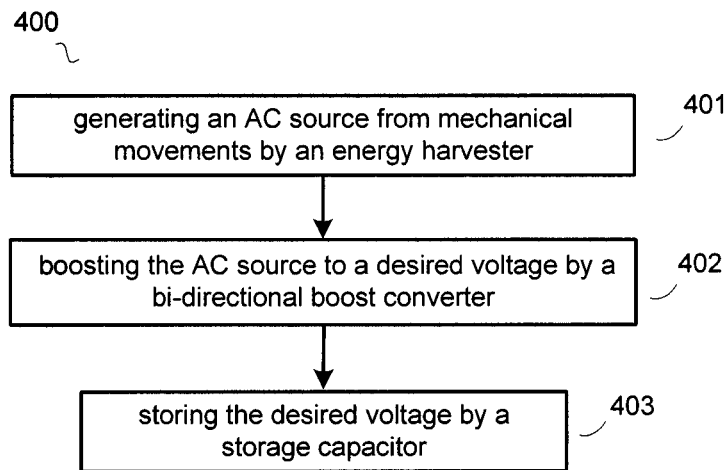 400
generating an AC source from mechanical
movements by an energy harvester
401
boosting the AC source to a desired voltage by a
bi-directional boost converter
402
storing the desired voltage by a
storage capacitor
403